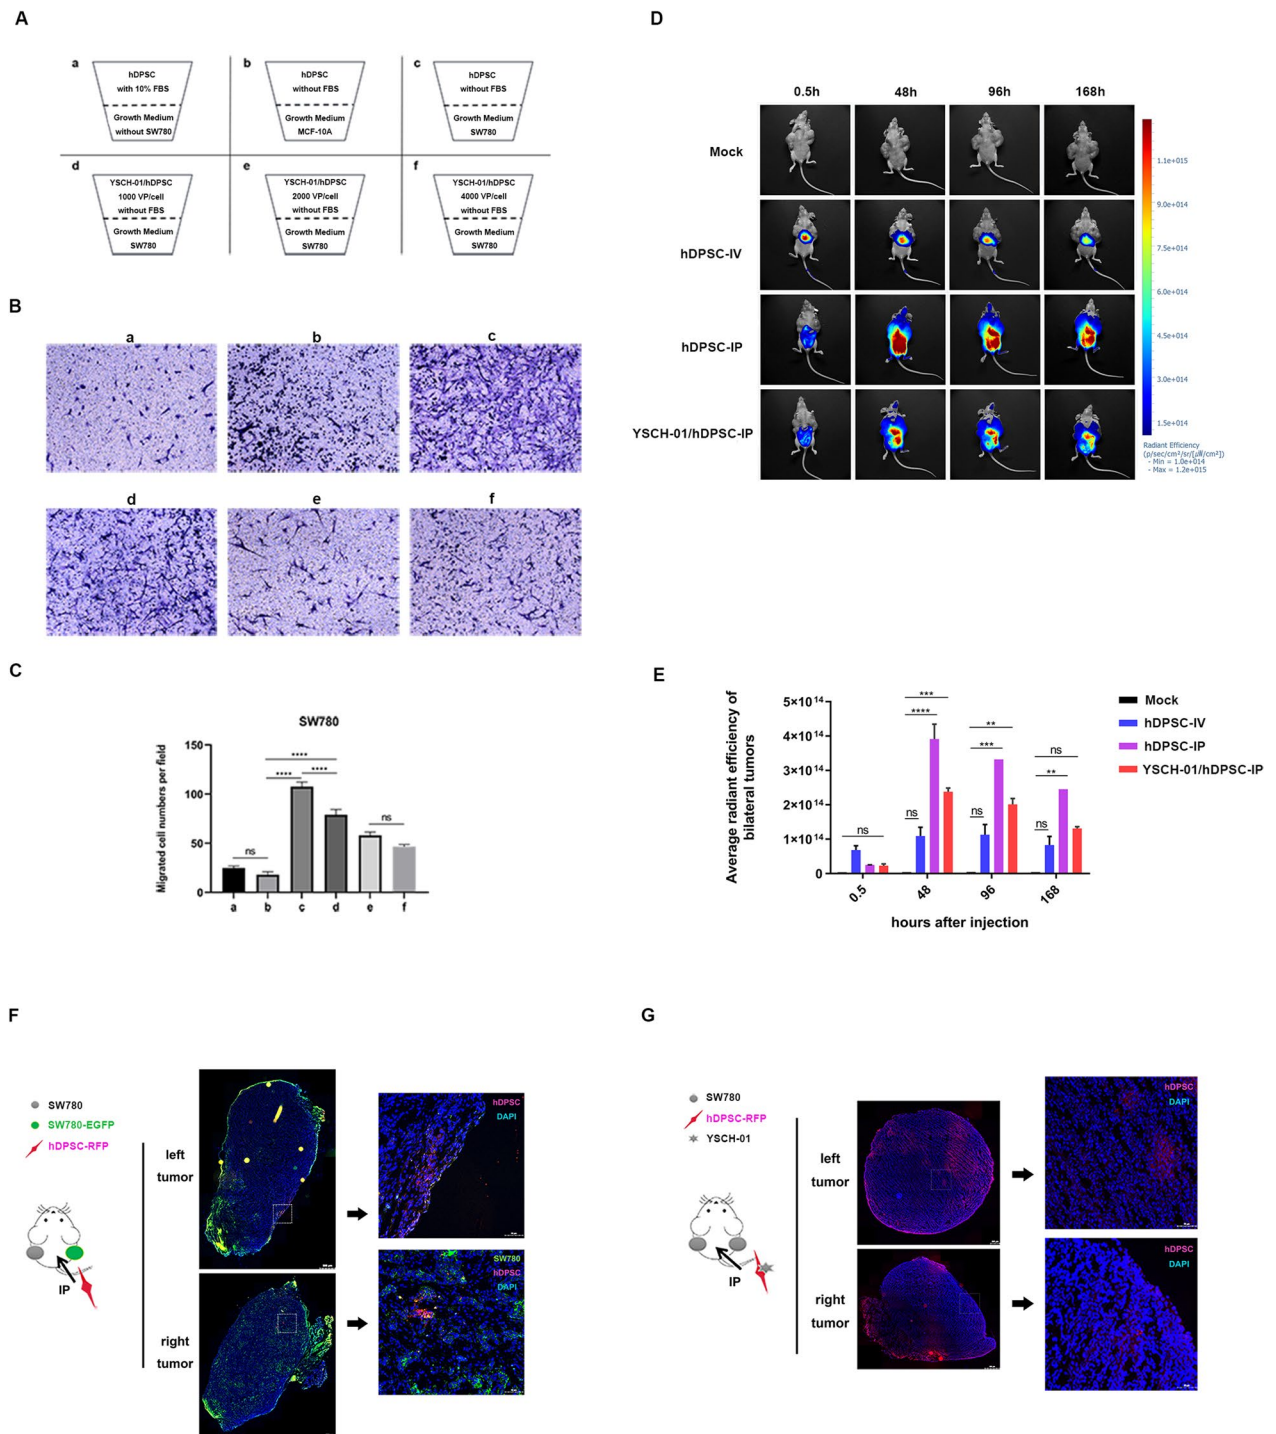 A
a
hDPSC
with 10% FBS
Growth Medium
without SW780
b
hDPSC
without FBS
Growth Medium
MCF-10A
c
hDPSC
without FBS
Growth Medium
SW780
d
YSCH-01/hDPSC
1000 VP/cell
without FBS
Growth Medium
SW780
e
YSCH-01/hDPSC
2000 VP/cell
without FBS
Growth Medium
SW780
f
YSCH-01/hDPSC
4000 VP/cell
without FBS
Growth Medium
SW780
B
a
b
c
d
e
f
C
SW780
Migrated cell numbers per field
150
100
50
0
ns
****
****
****
ns
a
b
c
d
e
f
D
0.5h
48h
96h
168h
Mock
hDPSC-IV
hDPSC-IP
YSCH-01/hDPSC-IP
1.1e+015
9.0e+014
7.5e+014
6.0e+014
4.5e+014
3.0e+014
1.5e+014
Radiant Efficiency
(p/sec/cm²/sr/[㎼/cm²])
- Min = 1.0e+014
- Max = 1.2e+015
E
Average radiant efficiency of
bilateral tumors
5×10¹⁴
4×10¹⁴
3×10¹⁴
2×10¹⁴
1×10¹⁴
0
ns
***
****
ns
**
***
ns
ns
**
ns
0.5
48
96
168
hours after injection
Mock
hDPSC-IV
hDPSC-IP
YSCH-01/hDPSC-IP
F
SW780
SW780-EGFP
hDPSC-RFP
IP
left
tumor
right
tumor
hDPSC
DAPI
SW780
hDPSC
DAPI
G
SW780
hDPSC-RFP
YSCH-01
IP
left
tumor
right
tumor
hDPSC
DAPI
hDPSC
DAPI